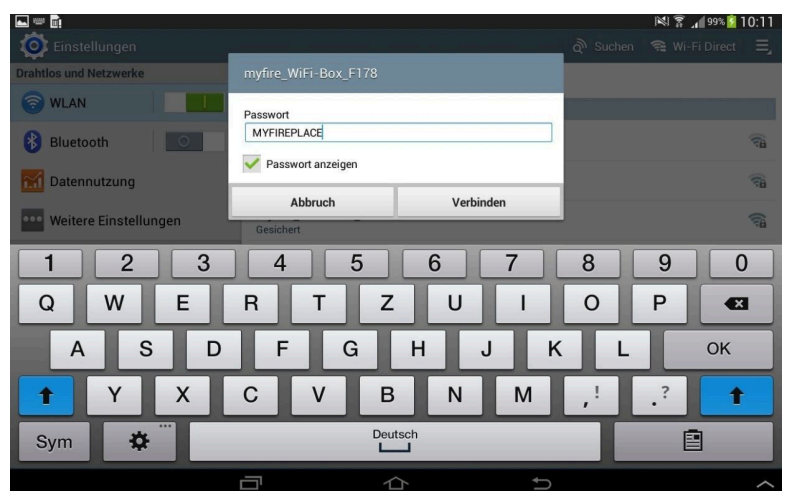 99% 10:11
Einstellungen Suchen Wi-Fi Direct
Drahtlos und Netzwerke
myfire_WiFi-Box_F178
WLAN
Passwort
MYFIREPLACE
Bluetooth
Passwort anzeigen
Datennutzung
Abbruch Verbinden
Weitere Einstellungen
Gesichert
1 2 3 4 5 6 7 8 9 0
Q W E R T Z U I O P
A S D F G H J K L OK
Y X C V B N M , ! . ?
Sym Deutsch